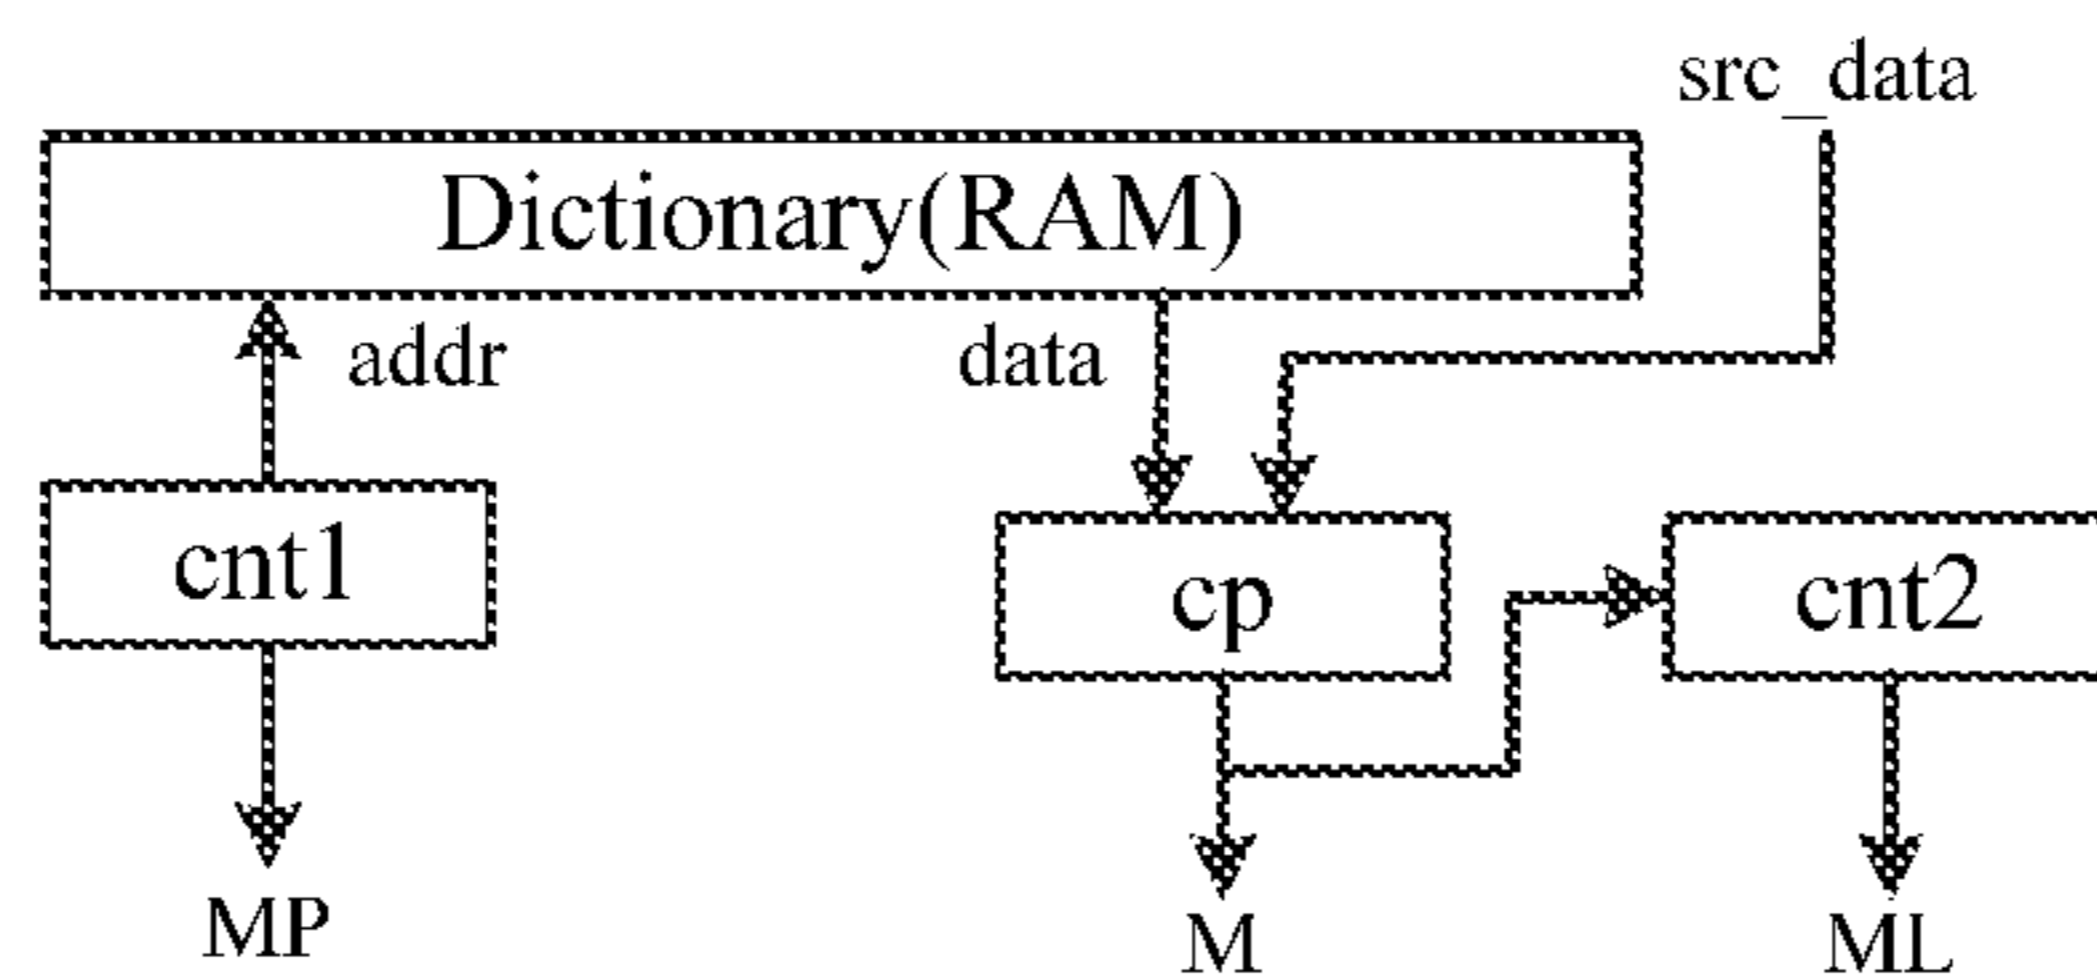 src_data
Dictionary(RAM)
addr
data
cnt1
cp
cnt2
MP
M
ML